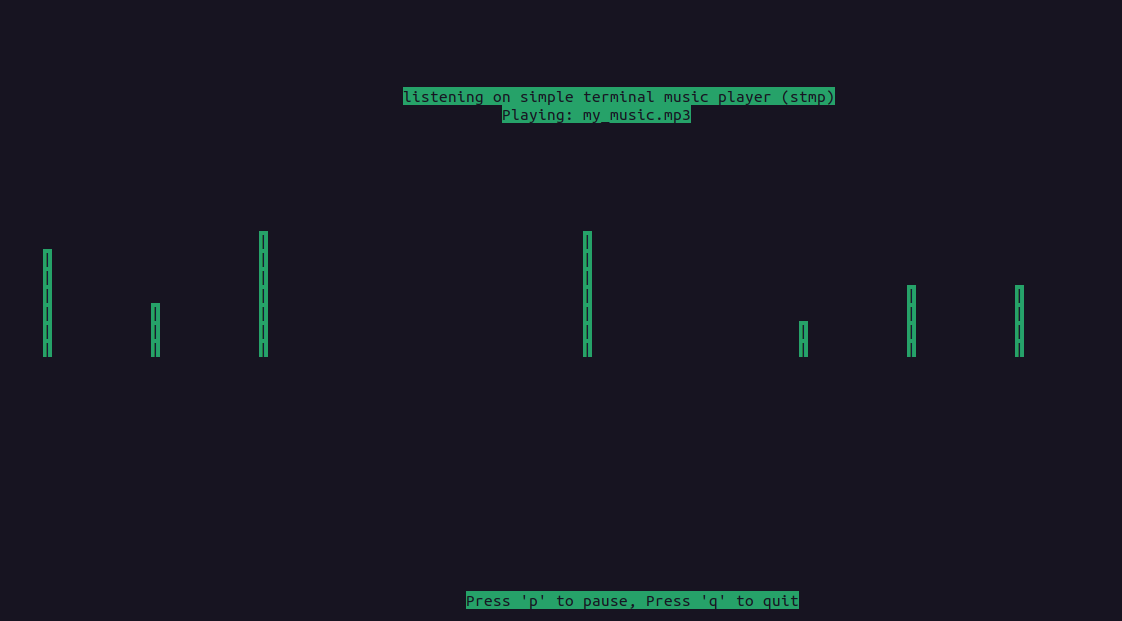 listening on simple terminal music player (stmp)
Playing: my_music.mp3
Press 'p' to pause, Press 'q' to quit